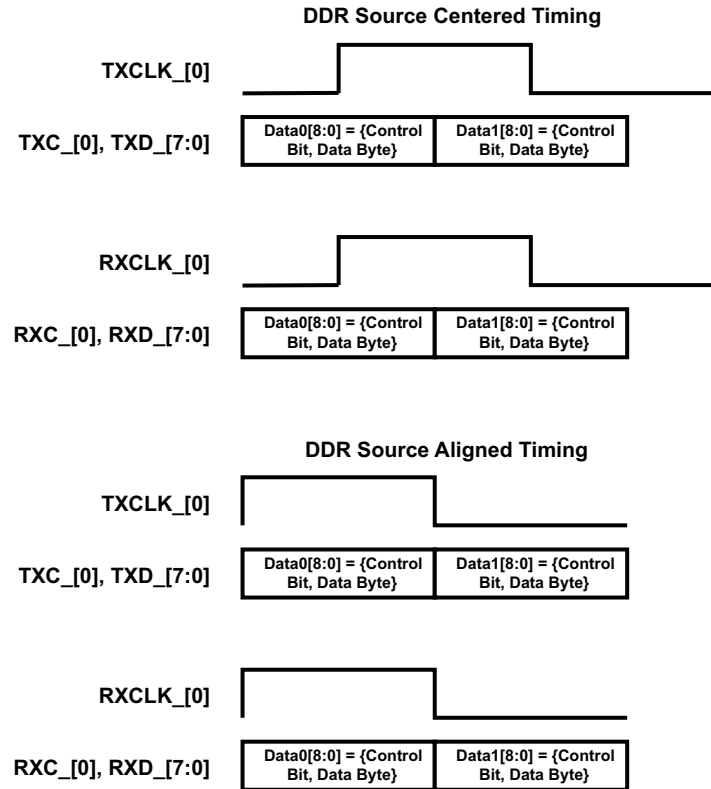 DDR Source Centered Timing
TXCLK_[0]
TXC_[0], TXD_[7:0]
Data0[8:0] = {Control
Bit, Data Byte}
Data1[8:0] = {Control
Bit, Data Byte}
RXCLK_[0]
RXC_[0], RXD_[7:0]
Data0[8:0] = {Control
Bit, Data Byte}
Data1[8:0] = {Control
Bit, Data Byte}
DDR Source Aligned Timing
TXCLK_[0]
TXC_[0], TXD_[7:0]
Data0[8:0] = {Control
Bit, Data Byte}
Data1[8:0] = {Control
Bit, Data Byte}
RXCLK_[0]
RXC_[0], RXD_[7:0]
Data0[8:0] = {Control
Bit, Data Byte}
Data1[8:0] = {Control
Bit, Data Byte}